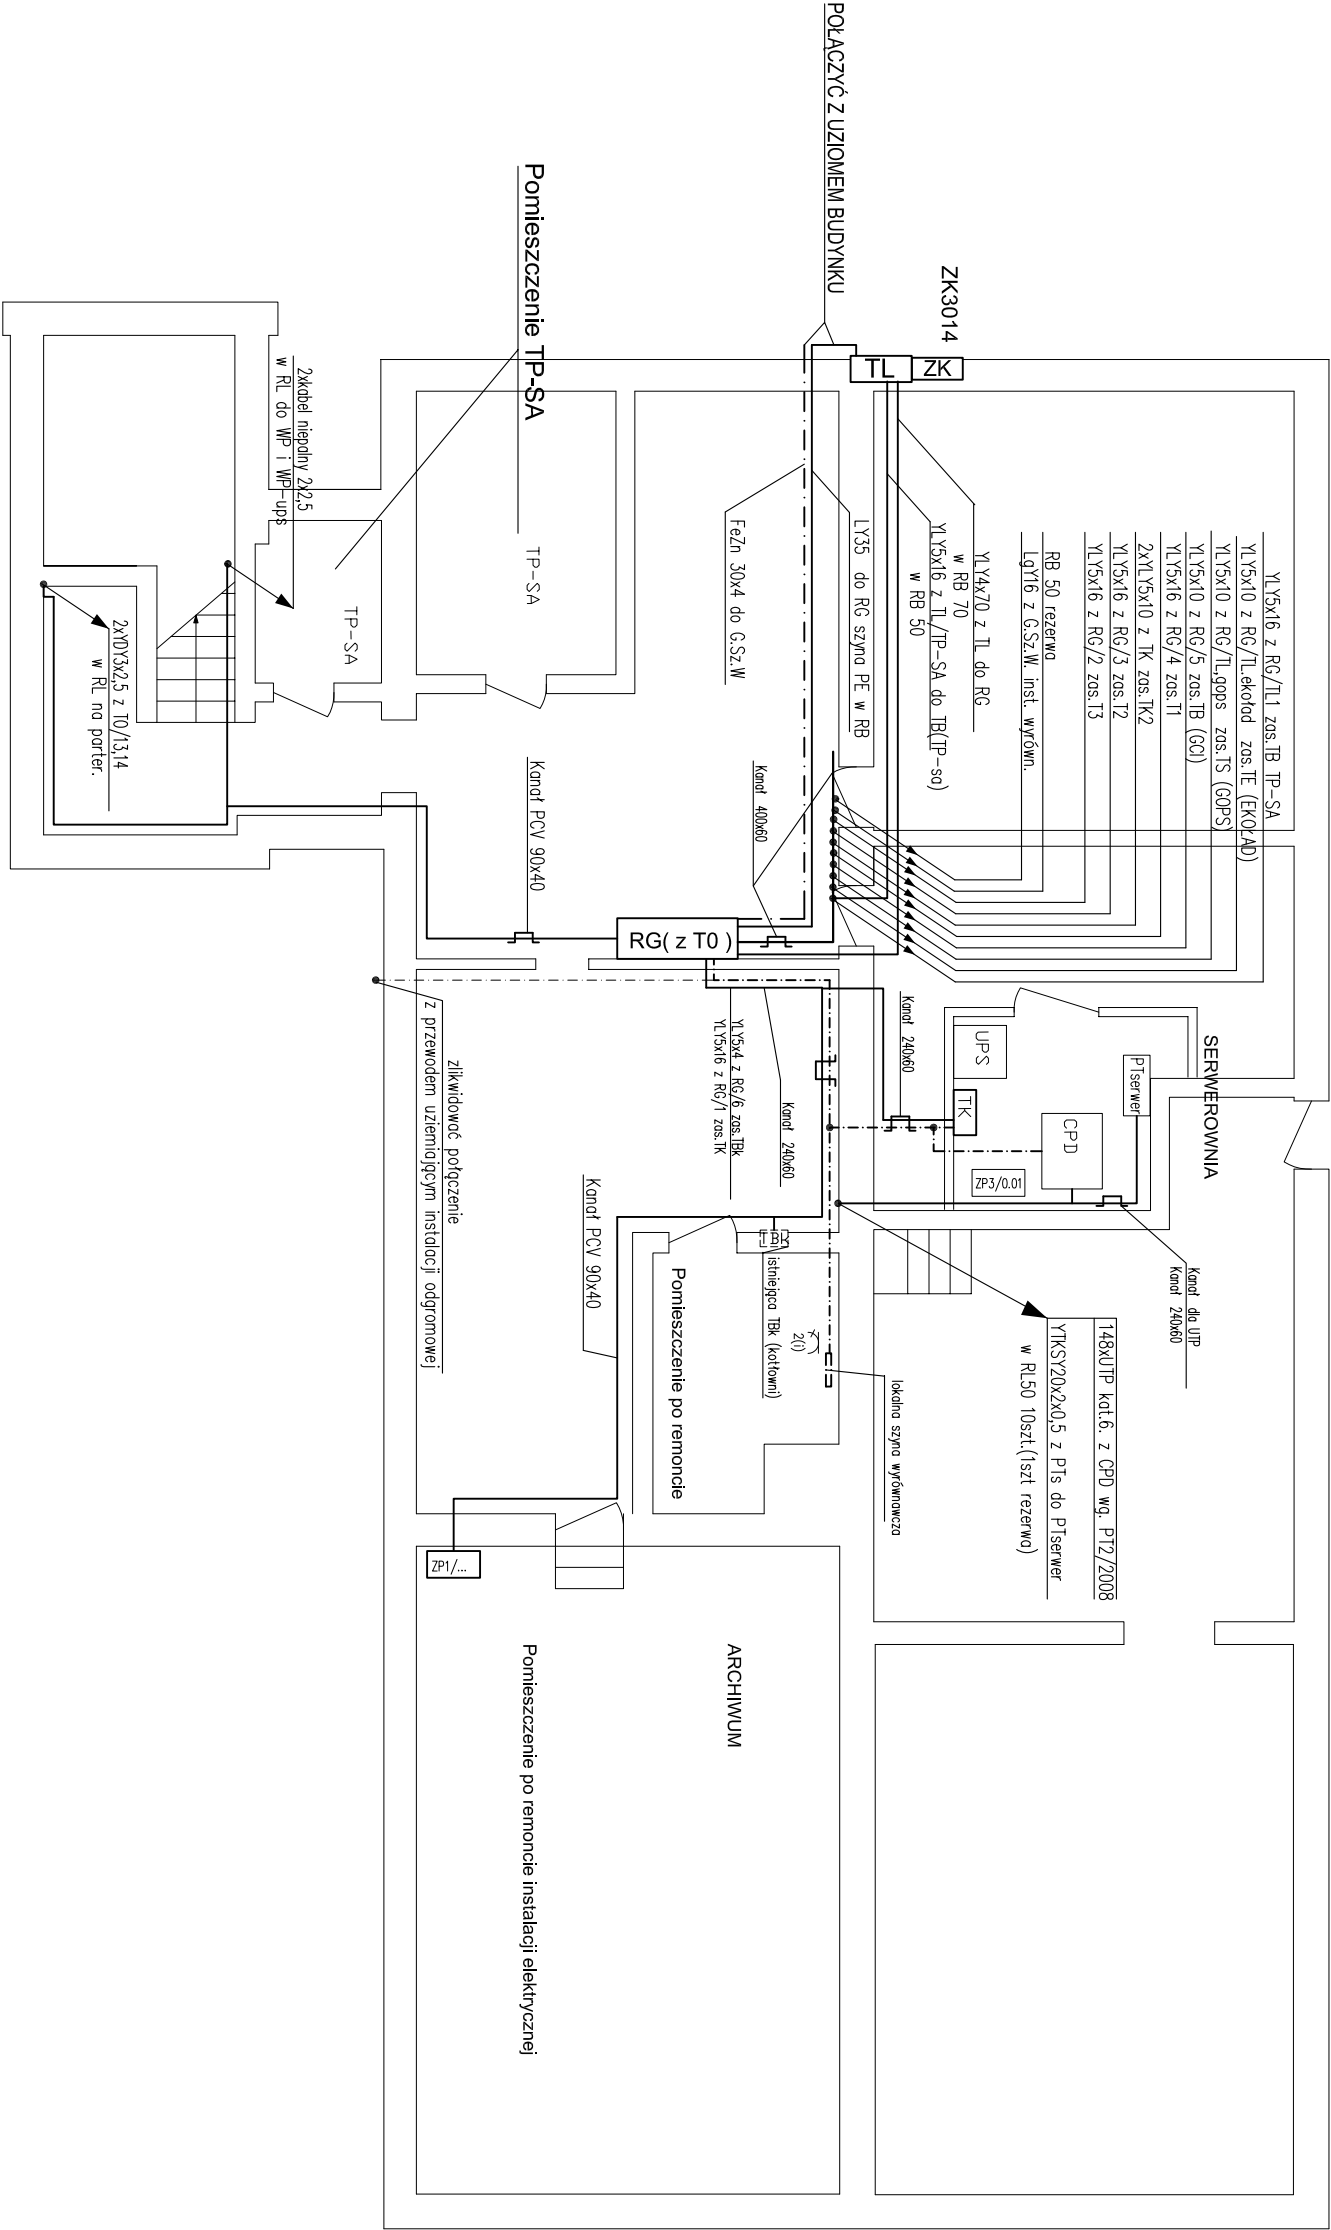 POŁĄCZYĆ Z UZIOMEM BUDYNKU
ZK3014
TL
ZK
Pomieszczenie TP-SA
TP-SA
TP-SA
2xkabel niepalny 2x2,5
w RL do WP i WP-ups
2xYDY3x2,5 z T0/13,14
w RL na parter.
YLY5x16 z RG/TL1 zas.TB TP-SA
YLY5x10 z RG/TL.ekoład zas.TE (EKOŁAD)
YLY5x10 z RG/TL,gops zas.TS (GOPS)
YLY5x10 z RG/5 zas.TB (GCI)
YLY5x16 z RG/4 zas.T1
2xYLY5x10 z TK zas.TK2
YLY5x16 z RG/3 zas.T2
YLY5x16 z RG/2 zas.T3
RB 50 rezerwa
LgY16 z G.Sz.W. inst. wyrówn.
YLY4x70 z TL do RG
w RB 70
YLY5x16 z TL/TP-SA do TB(TP-sa)
w RB 50
LY35 do RG szyna PE w RB
FeZn 30x4 do G.Sz.W
Kanał 400x60
Kanał PCV 90x40
RG( z T0 )
SERWEROWNIA
UPS
TK
PTserwer
CPD
ZP3/0.01
Kanał 240x60
Kanał 240x60
YLY5x4 z RG/6 zas.TBk
YLY5x16 z RG/1 zas.TK
zlikwidować połączenie
z przewodem uziemiającym instalacji odgromowej
Kanał PCV 90x40
TBk
istniejąca TBk (kotłowni)
Pomieszczenie po remoncie
2(i)
lokalna szyna wyrównawcza
Kanał dla UTP
Kanał 240x60
148xUTP kat.6. z CPD wg. PT2/2008
YTKSY20x2x0,5 z PTs do PTserwer
w RL50 10szt.(1szt rezerwa)
ZP1/...
ARCHIWUM
Pomieszczenie po remoncie instalacji elektrycznej